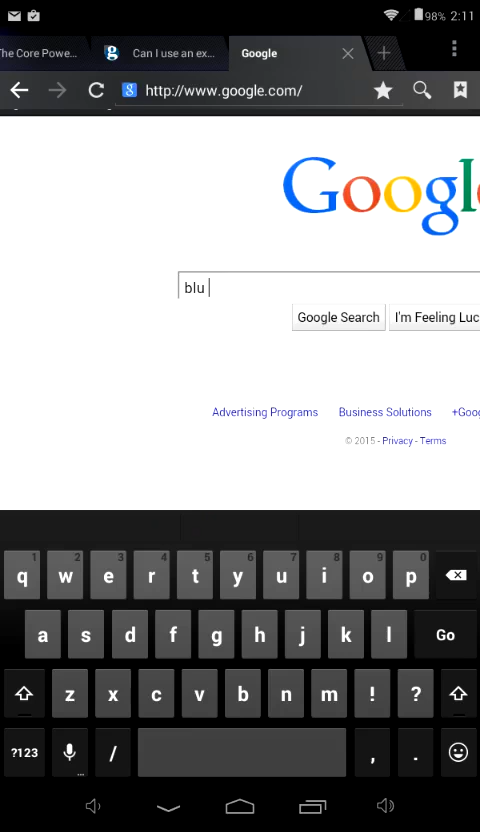 98% 2:11
The Core Powe... Can I use an ex... Google
http://www.google.com/
Google
blu
Google Search I'm Feeling Luc
Advertising Programs Business Solutions +Goog
© 2015 - Privacy - Terms
1 2 3 4 5 6 7 8 9 0
q w e r t y u i o p
a s d f g h j k l Go
z x c v b n m ! ?
?123 / , .